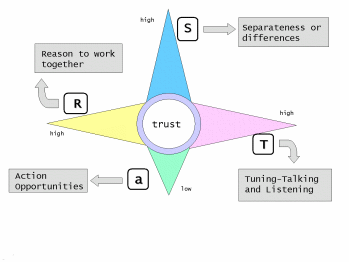 high
S
Separateness or
differences
Reason to work
together
R
high
trust
high
T
Tuning-Talking
and Listening
Action
Opportunities
a
low